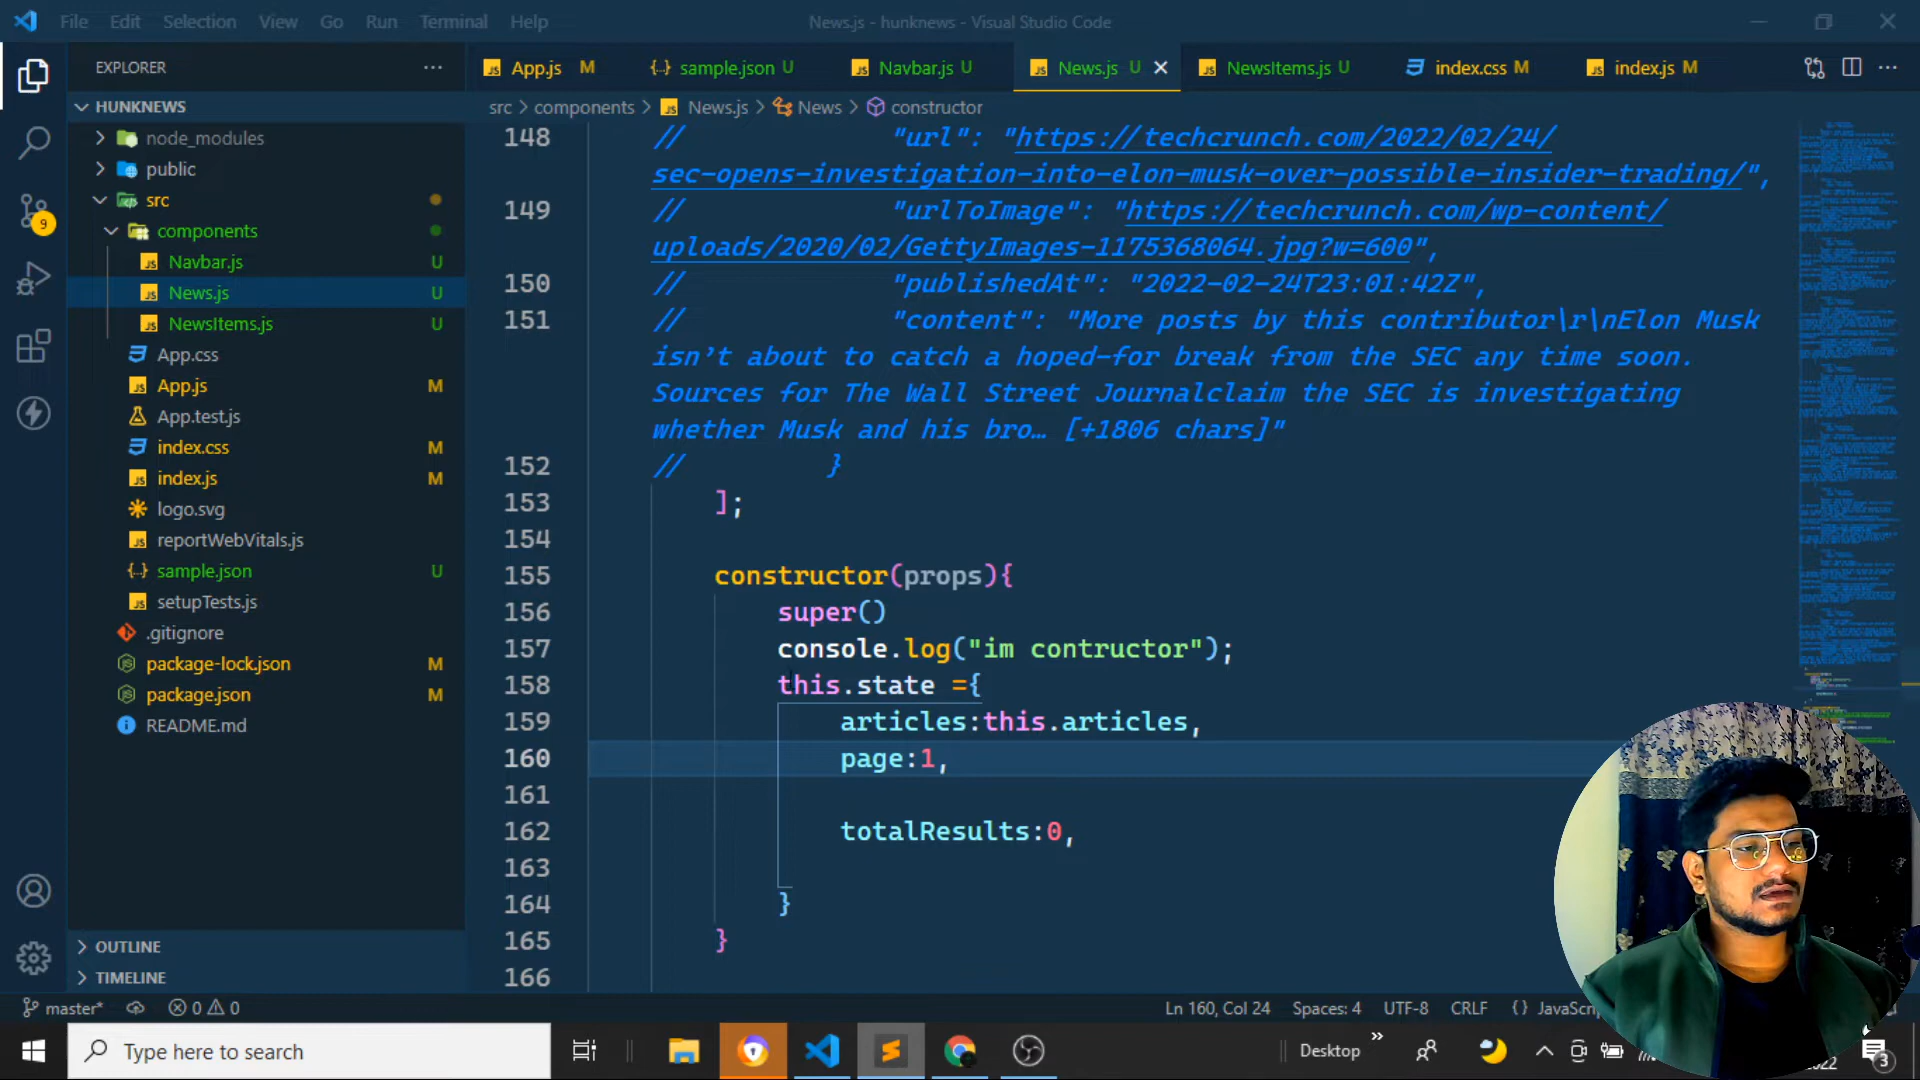 File Edit Selection View Go Run Terminal Help
News.js - hunknews - Visual Studio Code
EXPLORER
HUNKNEWS
node_modules
public
src
components
Navbar.js U
News.js U
NewsItems.js U
App.css
App.js M
App.test.js
index.css M
index.js M
logo.svg
reportWebVitals.js
sample.json U
setupTests.js
.gitignore
package-lock.json M
package.json M
README.md
OUTLINE
TIMELINE
9
App.js M sample.json U Navbar.js U News.js U NewsItems.js U index.css M index.js M
src > components > News.js > News > constructor
148 // "url": "https://techcrunch.com/2022/02/24/
sec-opens-investigation-into-elon-musk-over-possible-insider-trading/",
149 // "urlToImage": "https://techcrunch.com/wp-content/
uploads/2020/02/GettyImages-1175368064.jpg?w=600",
150 // "publishedAt": "2022-02-24T23:01:42Z",
151 // "content": "More posts by this contributor\r\nElon Musk
isn’t about to catch a hoped-for break from the SEC any time soon.
Sources for The Wall Street Journalclaim the SEC is investigating
whether Musk and his bro… [+1806 chars]"
152 // }
153 ];
154
155 constructor(props){
156 super()
157 console.log("im contructor");
158 this.state ={
159 articles:this.articles,
160 page:1,
161
162 totalResults:0,
163
164 }
165 }
166
master* 0 0 Ln 160, Col 24 Spaces: 4 UTF-8 CRLF {}
Type here to search
Desktop
3